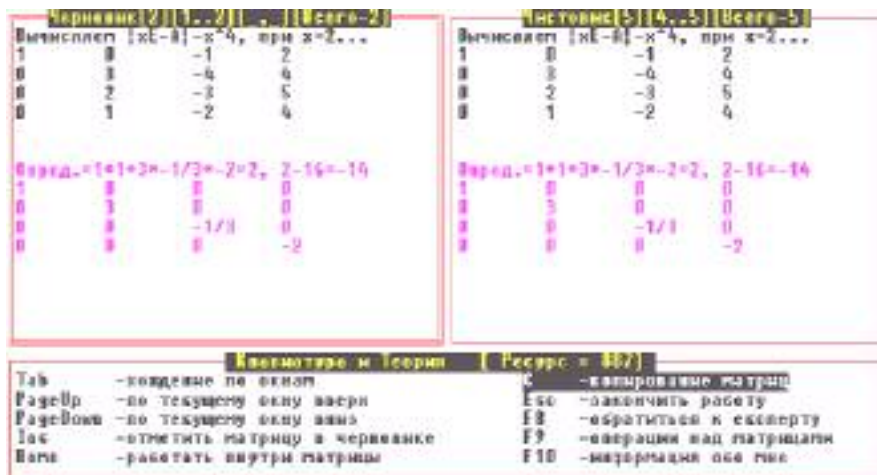 Черновик[2][1..2][ , ][Всего-2]
Вычисляем |xE-A|-x^4, при x=2...
1 0 -1 2
0 3 -4 4
0 2 -3 5
0 1 -2 4
Опред.=1*1*3*-1/3*-2=2, 2-16=-14
1 0 0 0
0 3 0 0
0 0 -1/3 0
0 0 0 -2
Чистовик[5][4..5][Всего-5]
Вычисляем |xE-A|-x^4, при x=2...
1 0 -1 2
0 3 -4 4
0 2 -3 5
0 1 -2 4
Опред.=1*1*3*-1/3*-2=2, 2-16=-14
1 0 0 0
0 3 0 0
0 0 -1/3 0
0 0 0 -2
Клавиатура и Теория [ Ресурс = ]
Tab -хождение по окнам
PageUp -по текущему окну вверх
PageDown -по текущему окну вниз
Ins -отметить матрицу в черновике
Home -работать внутри матрицы
C -копирование матриц
Esc -закончить работу
F8 -обратиться к эксперту
F9 -операции над матрицами
F10 -информация обо мне